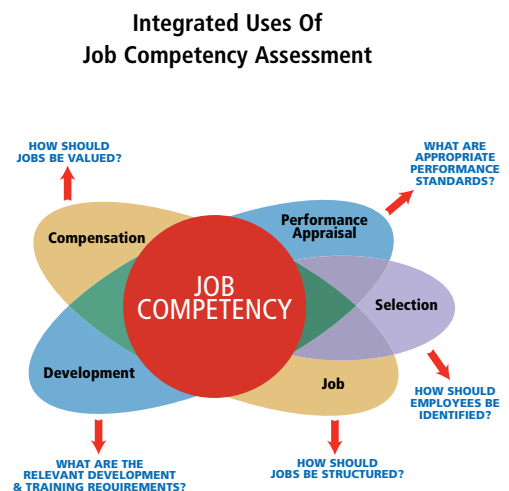 Integrated Uses Of
Job Competency Assessment
HOW SHOULD
JOBS BE VALUED?
WHAT ARE
APPROPRIATE
PERFORMANCE
STANDARDS?
Compensation
Performance
Appraisal
JOB
COMPETENCY
Selection
Development
Job
HOW SHOULD
EMPLOYEES BE
IDENTIFIED?
WHAT ARE THE
RELEVANT DEVELOPMENT
& TRAINING REQUIREMENTS?
HOW SHOULD
JOBS BE STRUCTURED?